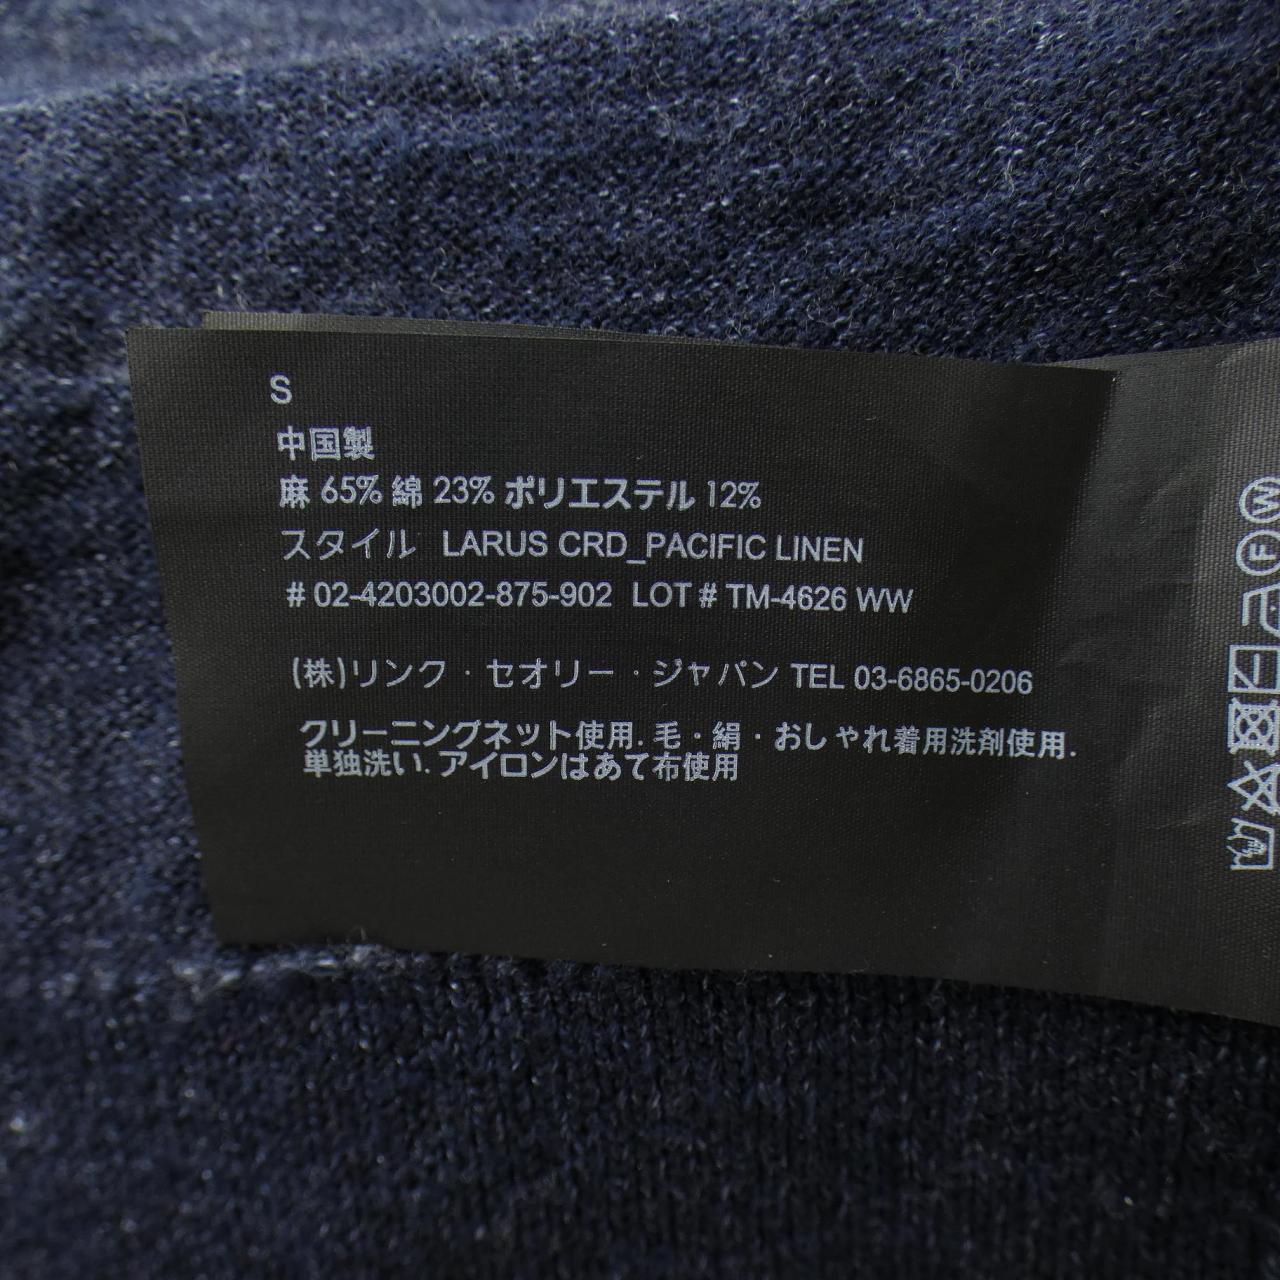 S
中国製
麻 65% 綿 23% ポリエステル 12%
スタイル LARUS CRD_PACIFIC LINEN
# 02-4203002-875-902 LOT # TM-4626 WW
(株)リンク・セオリー・ジャパン TEL 03-6865-0206
クリーニングネット使用. 毛・絹・おしゃれ着用洗剤使用.
単独洗い. アイロンはあて布使用
W
F